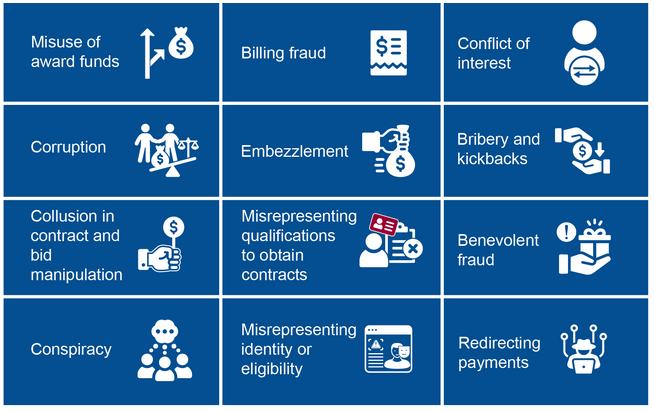 Misuse of
award funds
Billing fraud
Conflict of
interest
Corruption
Embezzlement
Bribery and
kickbacks
Collusion in
contract and
bid
manipulation
Misrepresenting
qualifications
to obtain
contracts
Benevolent
fraud
Conspiracy
Misrepresenting
identity or
eligibility
Redirecting
payments